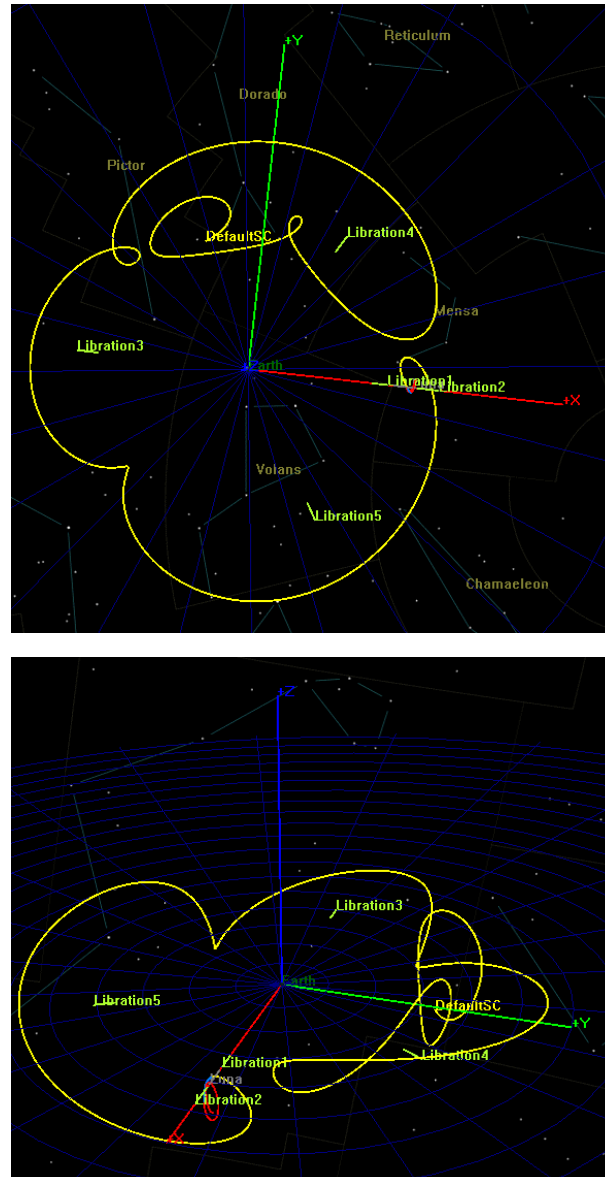 Reticulum
+Y
Dorado
Pictor
DefaultSC
Libration4
Mensa
Libration3
Earth
Libration1
Libration2
+X
Volans
Libration5
Chamaeleon
+Z
Libration3
Earth
Libration5
DefaultSC
+Y
Libration4
Libration1
Luna
Libration2
+X